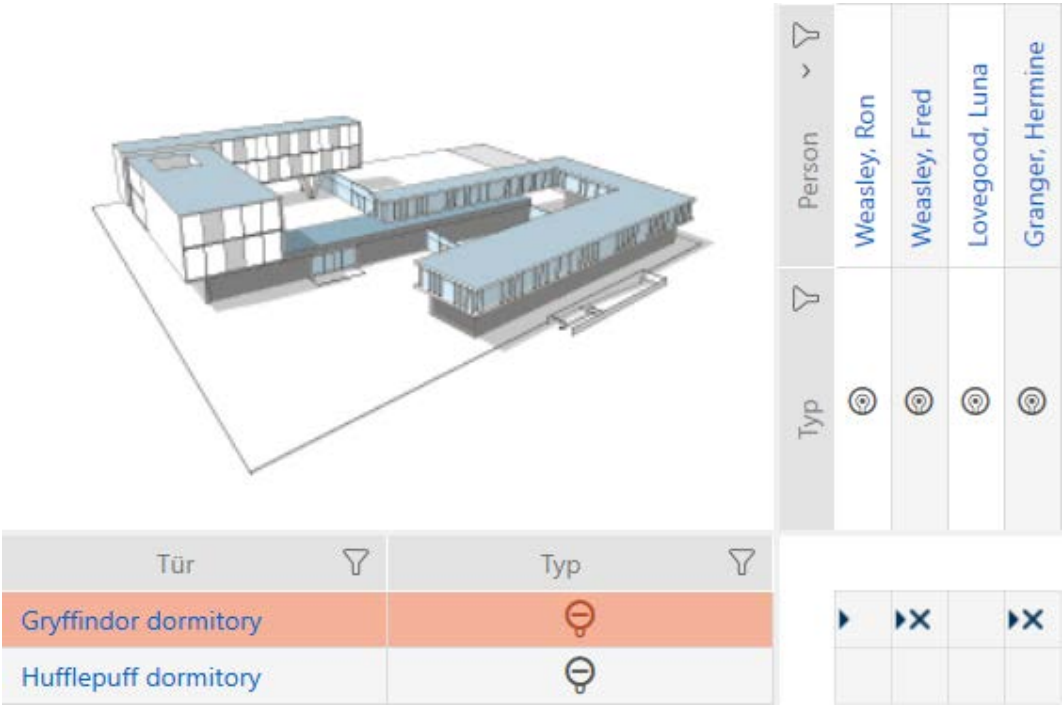 Person
Weasley, Ron
Weasley, Fred
Lovegood, Luna
Granger, Hermine
Typ
Tür
Typ
Gryffindor dormitory
Hufflepuff dormitory